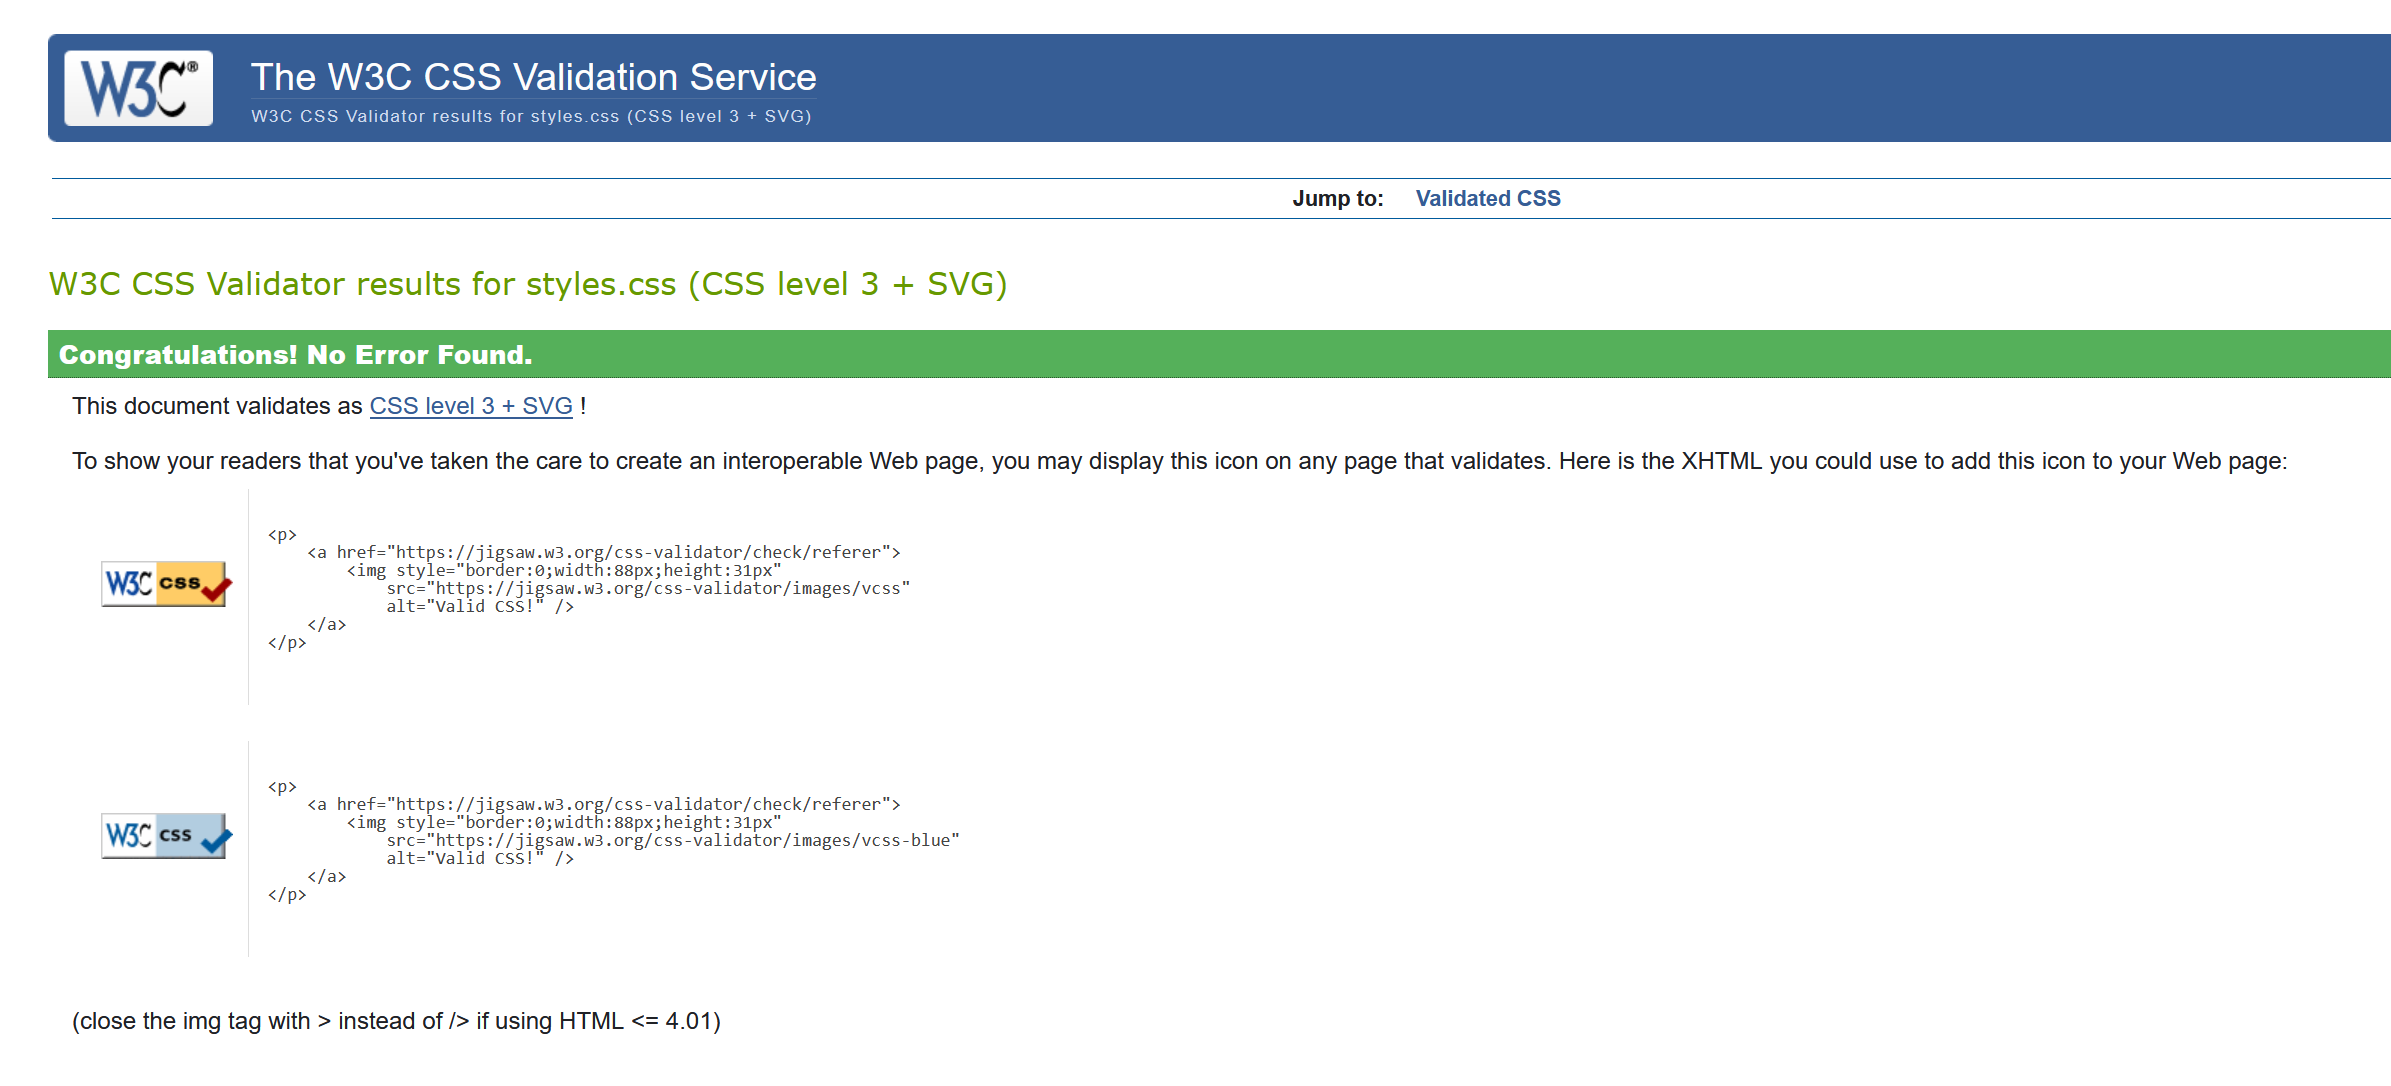 W3C®
The W3C CSS Validation Service
W3C CSS Validator results for styles.css (CSS level 3 + SVG)
Jump to: Validated CSS
W3C CSS Validator results for styles.css (CSS level 3 + SVG)
Congratulations! No Error Found.
This document validates as CSS level 3 + SVG !
To show your readers that you've taken the care to create an interoperable Web page, you may display this icon on any page that validates. Here is the XHTML you could use to add this icon to your Web page:
W3C css
<p>
    <a href="https://jigsaw.w3.org/css-validator/check/referer">
        <img style="border:0;width:88px;height:31px"
            src="https://jigsaw.w3.org/css-validator/images/vcss"
            alt="Valid CSS!" />
    </a>
</p>
W3C css
<p>
    <a href="https://jigsaw.w3.org/css-validator/check/referer">
        <img style="border:0;width:88px;height:31px"
            src="https://jigsaw.w3.org/css-validator/images/vcss-blue"
            alt="Valid CSS!" />
    </a>
</p>
(close the img tag with > instead of /> if using HTML <= 4.01)